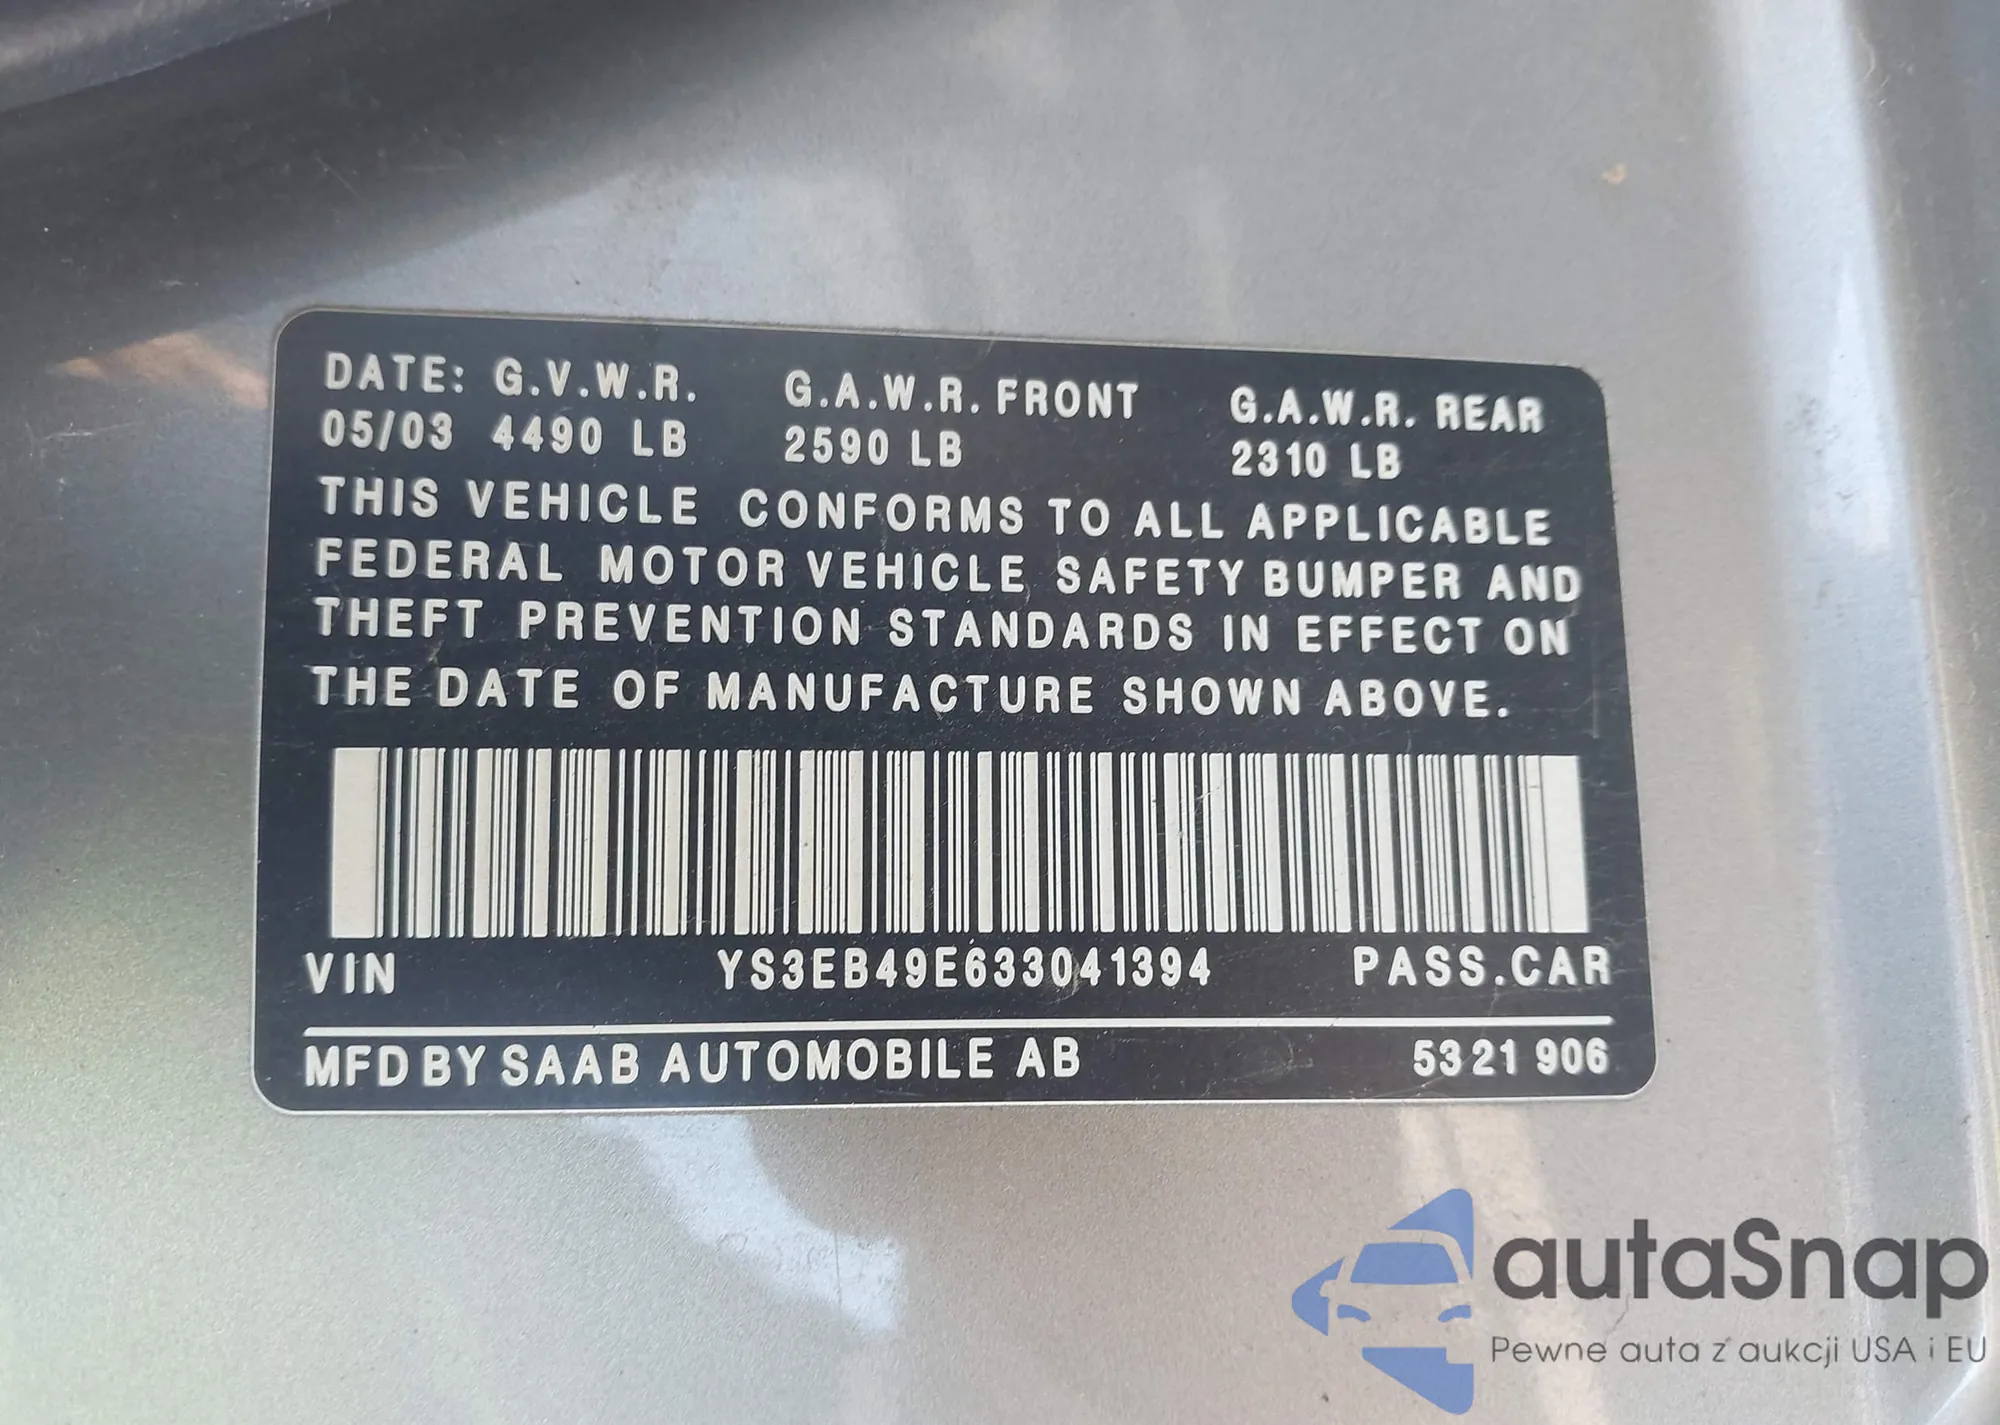 DATE: G.V.W.R. G.A.W.R. FRONT G.A.W.R. REAR
05/03 4490 LB 2590 LB 2310 LB
THIS VEHICLE CONFORMS TO ALL APPLICABLE
FEDERAL MOTOR VEHICLE SAFETY BUMPER AND
THEFT PREVENTION STANDARDS IN EFFECT ON
THE DATE OF MANUFACTURE SHOWN ABOVE.
VIN YS3EB49E633041394 PASS.CAR
MFD BY SAAB AUTOMOBILE AB 5321 906
autaSnap
Pewne auta z aukcji USA i EU